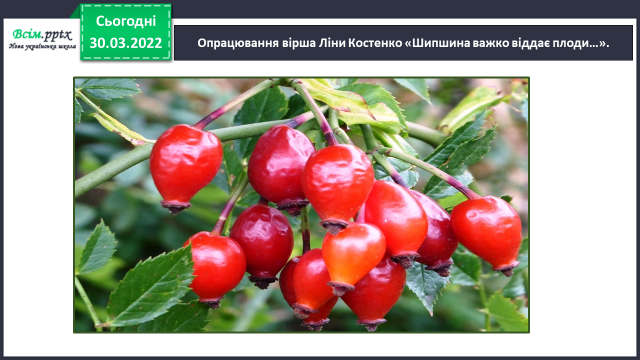 Всім.pptx
Нова українська школа
Сьогодні
30.03.2022
Опрацювання вірша Ліни Костенко «Шипшина важко віддає плоди…».